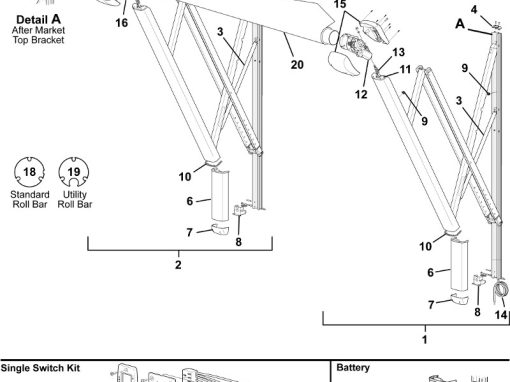 Detail A
After Market
Top Bracket
16
15
4
A
3
20
13
11
12
9
3
9
10
18
19
Standard
Roll Bar
Utility
Roll Bar
6
7
8
2
10
6
7
8
14
1
Single Switch Kit
Battery